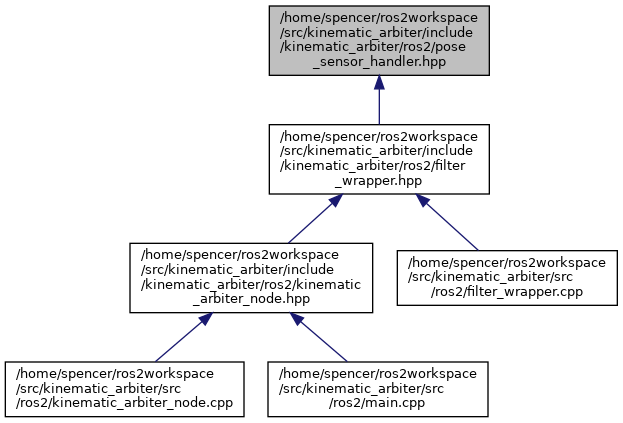 /home/spencer/ros2workspace
/src/kinematic_arbiter/include
/kinematic_arbiter/ros2/pose
_sensor_handler.hpp
/home/spencer/ros2workspace
/src/kinematic_arbiter/include
/kinematic_arbiter/ros2/filter
_wrapper.hpp
/home/spencer/ros2workspace
/src/kinematic_arbiter/include
/kinematic_arbiter/ros2/kinematic
_arbiter_node.hpp
/home/spencer/ros2workspace
/src/kinematic_arbiter/src
/ros2/filter_wrapper.cpp
/home/spencer/ros2workspace
/src/kinematic_arbiter/src
/ros2/kinematic_arbiter_node.cpp
/home/spencer/ros2workspace
/src/kinematic_arbiter/src
/ros2/main.cpp